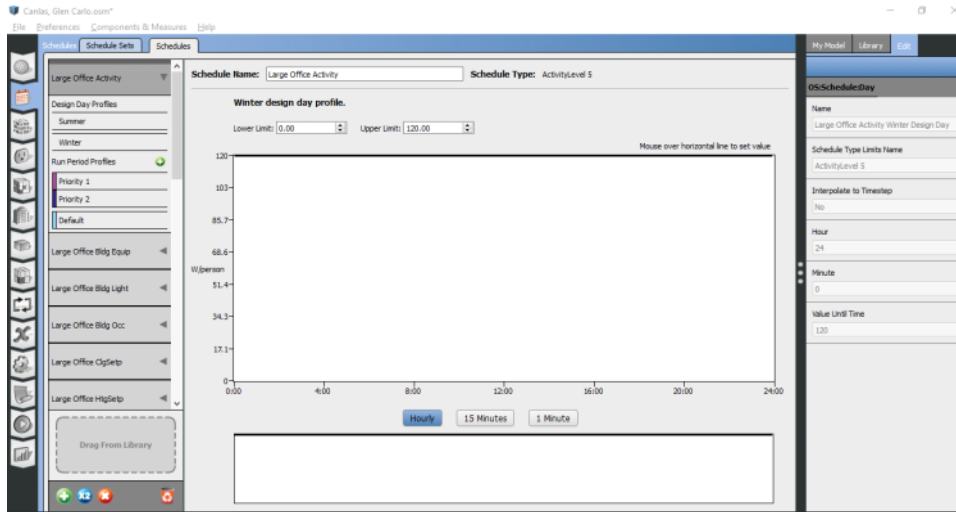 Canlas, Glen Carlo.osm*
File Preferences Components & Measures Help
Schedules Schedule Sets Schedules
My Model Library Edit
Large Office Activity
Design Day Profiles
Summer
Winter
Run Period Profiles
Priority 1
Priority 2
Default
Large Office Bldg Equip
Large Office Bldg Light
Large Office Bldg Occ
Large Office ClgSetp
Large Office HtgSetp
Drag From Library
X2
Schedule Name: Large Office Activity Schedule Type: ActivityLevel 5
Winter design day profile.
Lower Limit: 0.00 Upper Limit: 120.00
Mouse over horizontal line to set value
120
103
85.7
68.6
W/person
51.4
34.3
17.1
0
0:00 4:00 8:00 12:00 16:00 20:00 24:00
Hourly 15 Minutes 1 Minute
OS:Schedule:Day
Name
Large Office Activity Winter Design Day
Schedule Type Limits Name
ActivityLevel 5
Interpolate to Timestep
No
Hour
24
Minute
0
Value Until Time
120